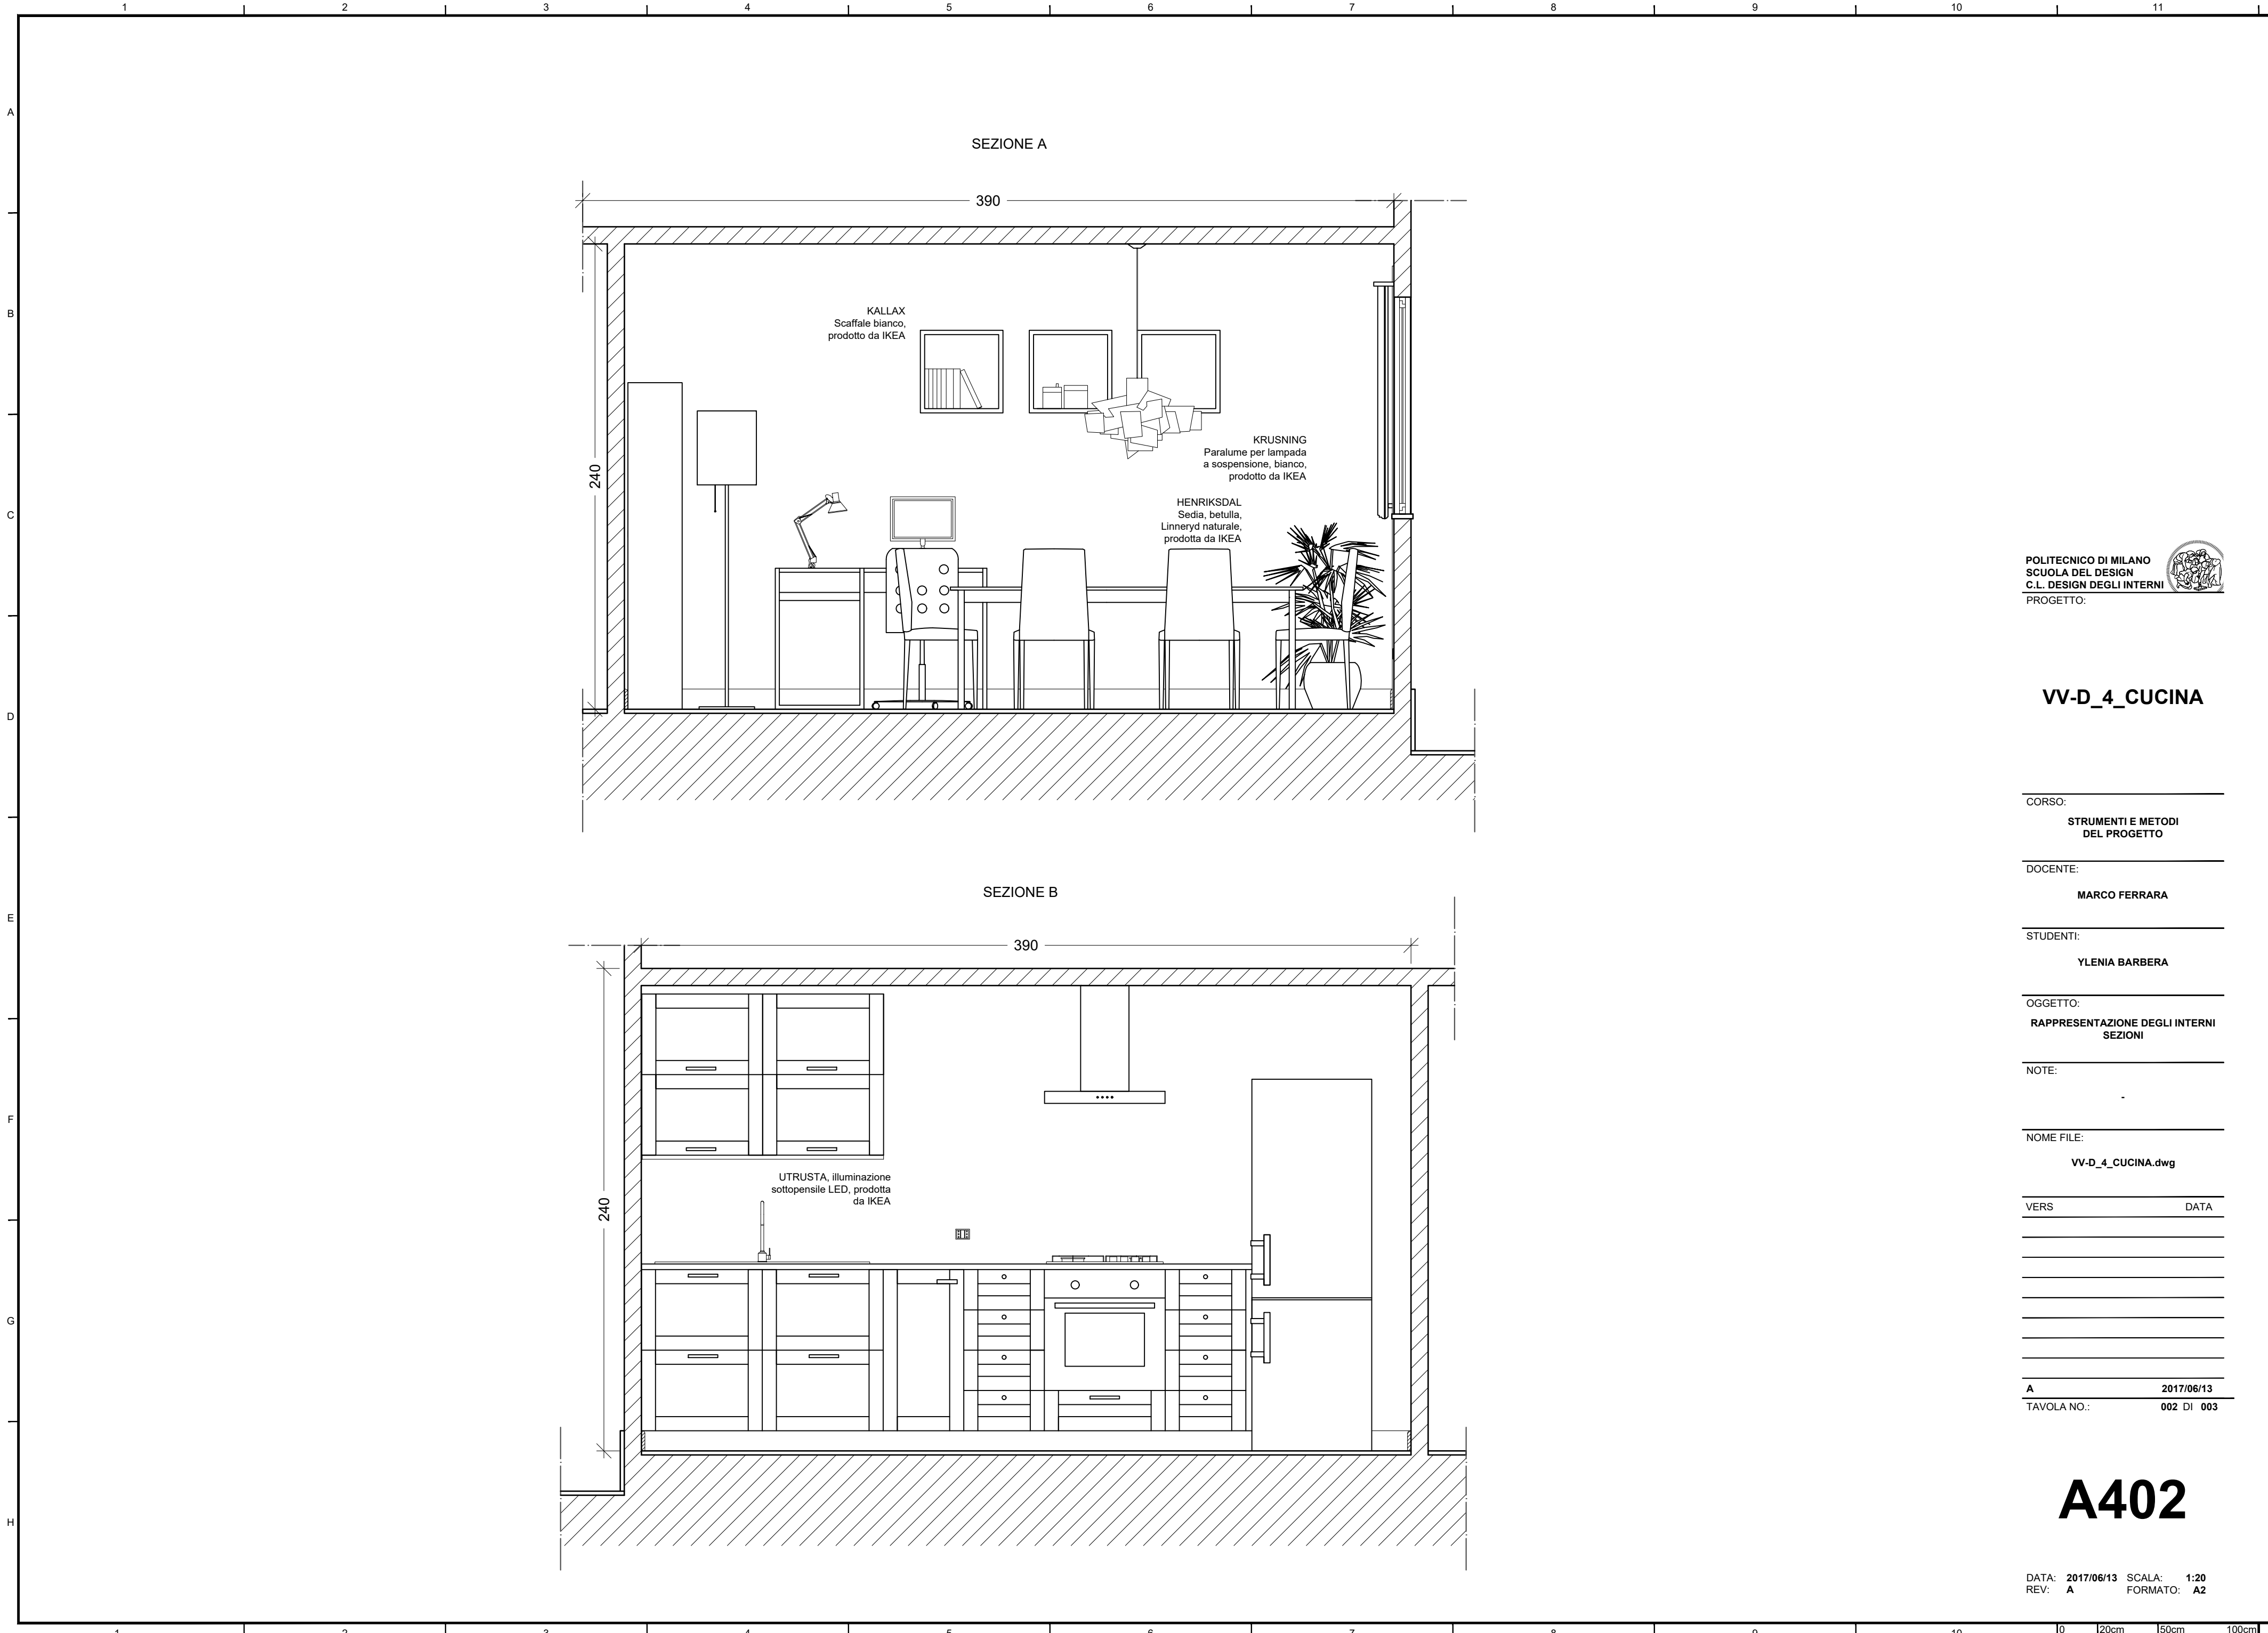 1 2 3 4 5 6 7 8 9 10 11
A
B
C
D
E
F
G
H
SEZIONE A
390
240
KALLAX
Scaffale bianco,
prodotto da IKEA
KRUSNING
Paralume per lampada
a sospensione, bianco,
prodotto da IKEA
HENRIKSDAL
Sedia, betulla,
Linneryd naturale,
prodotta da IKEA
SEZIONE B
390
240
UTRUSTA, illuminazione
sottopensile LED, prodotta
da IKEA
POLITECNICO DI MILANO
SCUOLA DEL DESIGN
C.L. DESIGN DEGLI INTERNI
PROGETTO:
VV-D_4_CUCINA
CORSO:
STRUMENTI E METODI
DEL PROGETTO
DOCENTE:
MARCO FERRARA
STUDENTI:
YLENIA BARBERA
OGGETTO:
RAPPRESENTAZIONE DEGLI INTERNI
SEZIONI
NOTE:
-
NOME FILE:
VV-D_4_CUCINA.dwg
VERS DATA
A 2017/06/13
TAVOLA NO.: 002 DI 003
A402
DATA: 2017/06/13 SCALA: 1:20
REV: A FORMATO: A2
0 20cm 50cm 100cm